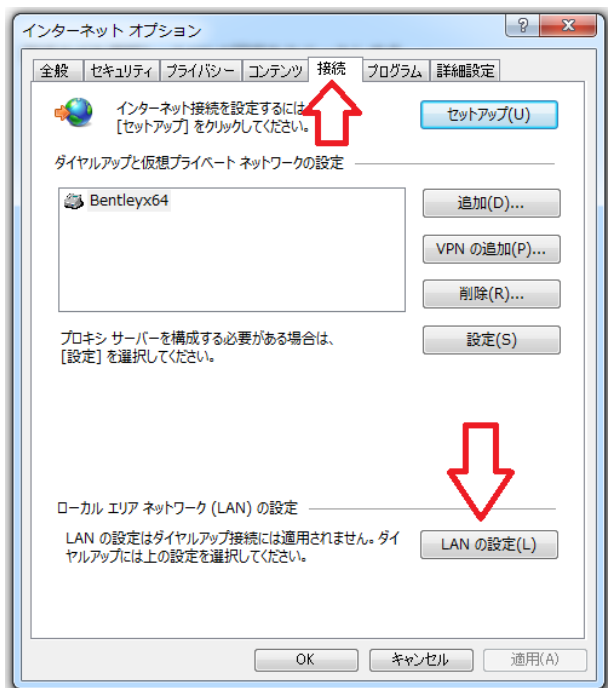 インターネット オプション
全般 セキュリティ プライバシー コンテンツ 接続 プログラム 詳細設定
インターネット接続を設定するには
[セットアップ] をクリックしてください。
セットアップ(U)
ダイヤルアップと仮想プライベート ネットワークの設定
Bentleyx64
追加(D)...
VPN の追加(P)...
削除(R)...
プロキシ サーバーを構成する必要がある場合は、
[設定] を選択してください。
設定(S)
ローカル エリア ネットワーク (LAN) の設定
LAN の設定はダイヤルアップ接続には適用されません。ダイ
ヤルアップには上の設定を選択してください。
LAN の設定(L)
OK キャンセル 適用(A)